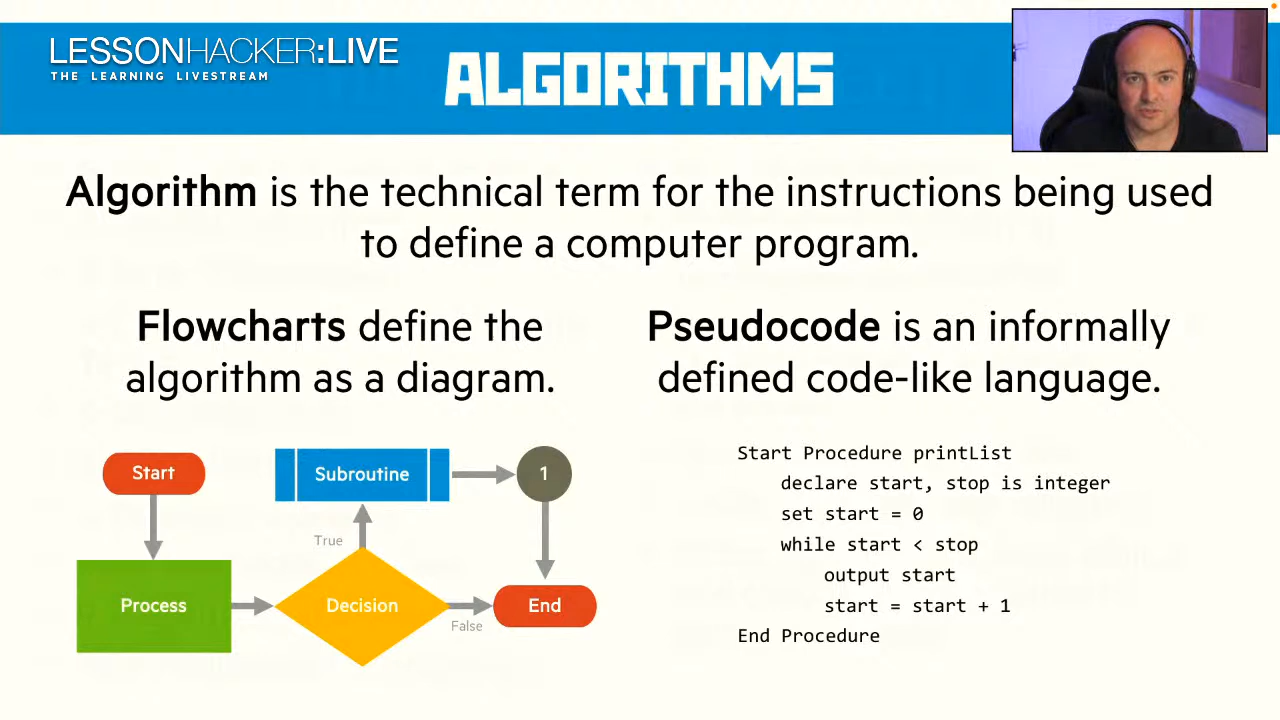 LESSONHACKER:LIVE
THE LEARNING LIVESTREAM
ALGORITHMS
Algorithm is the technical term for the instructions being used
to define a computer program.
Flowcharts define the
algorithm as a diagram.
Pseudocode is an informally
defined code-like language.
Start
Subroutine
1
True
Process
Decision
End
False
Start Procedure printList
declare start, stop is integer
set start = 0
while start < stop
output start
start = start + 1
End Procedure